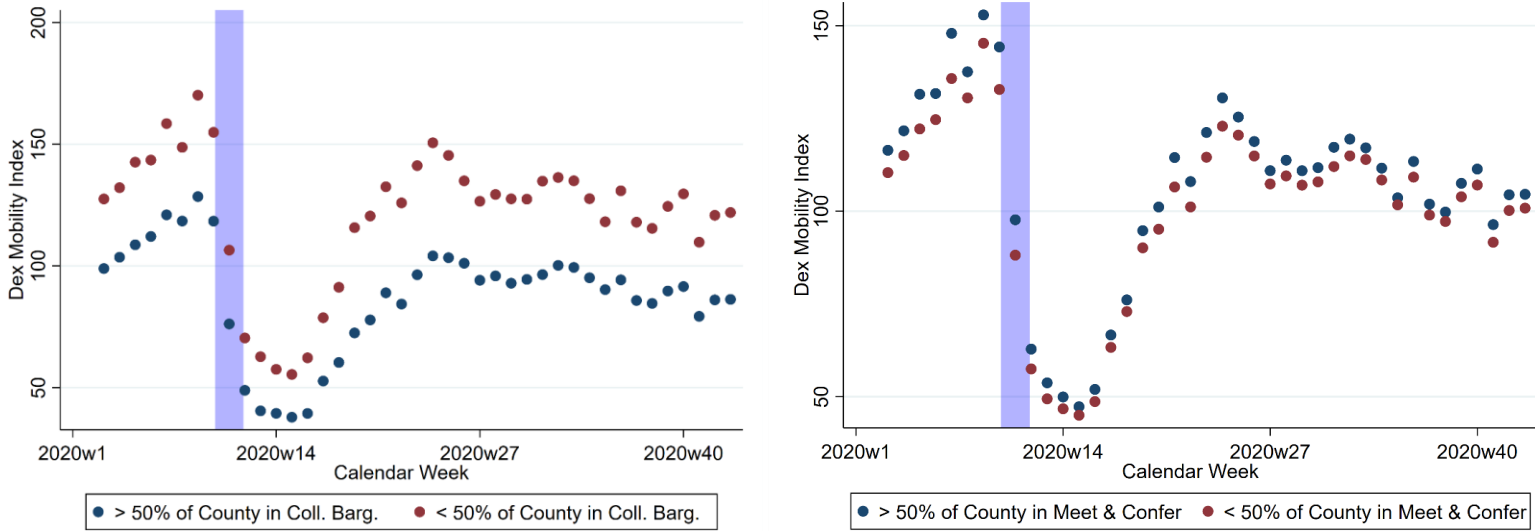 200
150
100
50
Dex Mobility Index
2020w1
2020w14
2020w27
2020w40
Calendar Week
> 50% of County in Coll. Barg.
< 50% of County in Coll. Barg.
150
100
50
Dex Mobility Index
2020w1
2020w14
2020w27
2020w40
Calendar Week
> 50% of County in Meet & Confer
< 50% of County in Meet & Confer